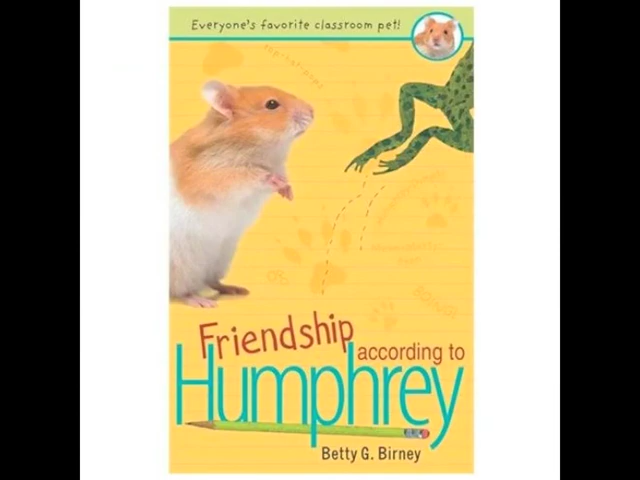 Everyone's favorite classroom pet!
Friendship
according to
Humphrey
Betty G. Birney